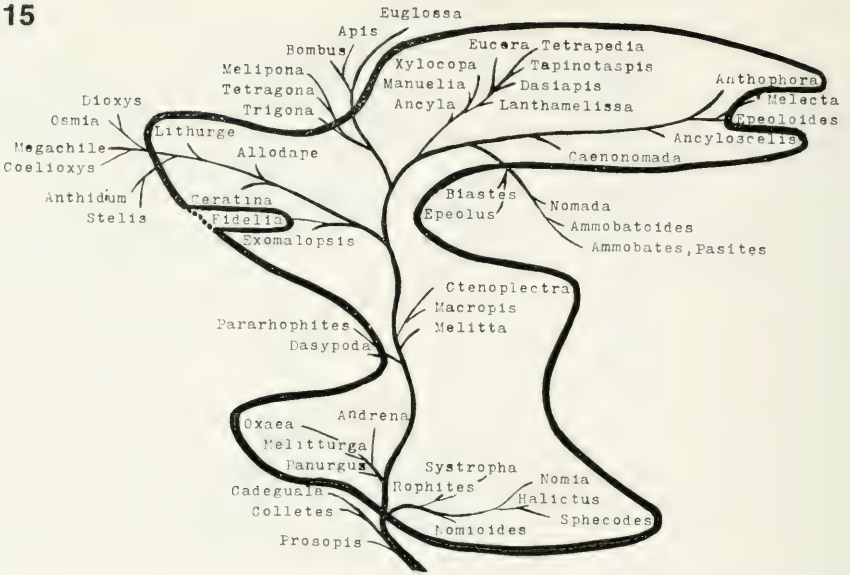 15
Euglossa
Apis
Bombus
Eucera Tetrapedia
Xylocopa
Tapinotaspis
Melipona
Manuelia
Dasiapis
Anthophora
Tetragona
Ancyla
Lanthamelissa
Melecta
Dioxys
Trigona
Epeoloides
Osmia
Lithurge
Ancyloscelis
Megachile
Allodape
Caenonomada
Coelioxys
Anthidium
Ceratina
Biastes
Nomada
Stelis
Fidelia
Epeolus
Ammobatoides
Exomalopsis
Ammobates, Pasites
Ctenoplectra
Macropis
Pararhophites
Melitta
Dasypoda
Andrena
Oxaea
Melitturga
Panurgus
Systropha
Nomia
Cadeguala
Rophites
Halictus
Colletes
Sphecodes
Nomioides
Prosopis